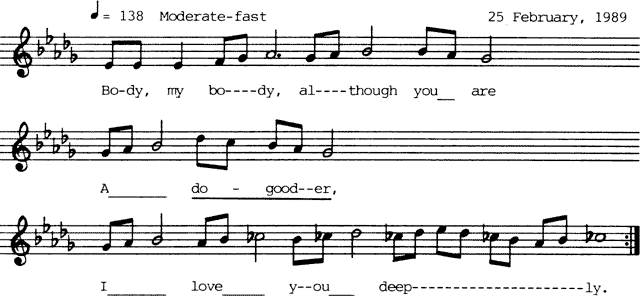 ♩ = 138 Moderate-fast 25 February, 1989
Bo-dy, my bo----dy, al----though you__ are
A______ do - good--er,
I______ love_____ y--ou___ deep--------------------ly.